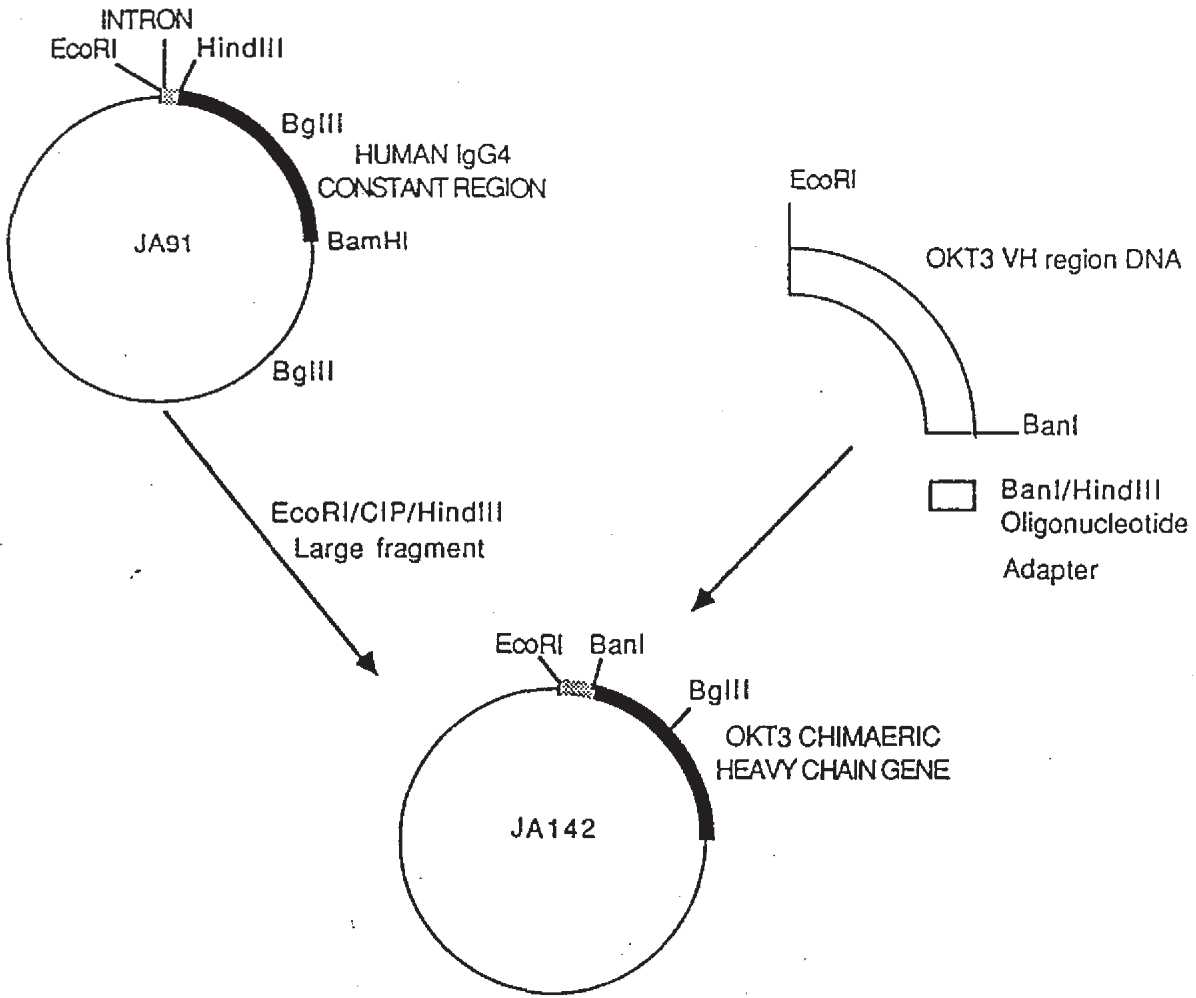 INTRON
EcoRI HindIII
BglII
HUMAN IgG4
CONSTANT REGION
JA91
BamHI
BglII
EcoRI
OKT3 VH region DNA
BanI
BanI/HindIII
Oligonucleotide
Adapter
EcoRI/CIP/HindIII
Large fragment
EcoRI BanI
BglII
OKT3 CHIMAERIC
HEAVY CHAIN GENE
JA142